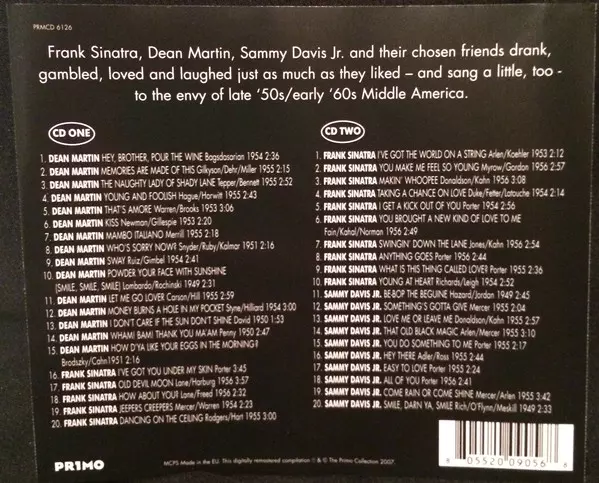 PRMCD 6126
Frank Sinatra, Dean Martin, Sammy Davis Jr. and their chosen friends drank,
gambled, loved and laughed just as much as they liked – and sang a little, too -
to the envy of late '50s/early '60s Middle America.
CD ONE
1. DEAN MARTIN HEY, BROTHER, POUR THE WINE Bagdasarian 1954 2:36
2. DEAN MARTIN MEMORIES ARE MADE OF THIS Gilkyson/Dehr/Miller 1955 2:15
3. DEAN MARTIN THE NAUGHTY LADY OF SHADY LANE Tepper/Bennett 1955 2:52
4. DEAN MARTIN YOUNG AND FOOLISH Hague/Horwitt 1955 2:43
5. DEAN MARTIN THAT'S AMORE Warren/Brooks 1953 3:06
6. DEAN MARTIN KISS Newman/Gillespie 1953 2:20
7. DEAN MARTIN MAMBO ITALIANO Merrill 1955 2:18
8. DEAN MARTIN WHO'S SORRY NOW? Snyder/Ruby/Kalmar 1951 2:16
9. DEAN MARTIN SWAY Ruiz/Gimbel 1954 2:41
10. DEAN MARTIN POWDER YOUR FACE WITH SUNSHINE
(SMILE, SMILE, SMILE) Lombardo/Rochinski 1949 2:31
11. DEAN MARTIN LET ME GO LOVER Carson/Hill 1955 2:59
12. DEAN MARTIN MONEY BURNS A HOLE IN MY POCKET Styne/Hilliard 1954 3:00
13. DEAN MARTIN I DON'T CARE IF THE SUN DON'T SHINE David 1950 1:53
14. DEAN MARTIN WHAM! BAM! THANK YOU MA'AM Penny 1950 2:47
15. DEAN MARTIN HOW D'YA LIKE YOUR EGGS IN THE MORNING?
Brodszky/Cahn1951 2:16
16. FRANK SINATRA I'VE GOT YOU UNDER MY SKIN Porter 3:45
17. FRANK SINATRA OLD DEVIL MOON Lane/Harburg 1956 3:57
18. FRANK SINATRA HOW ABOUT YOU? Lane/Freed 1956 2:32
19. FRANK SINATRA JEEPERS CREEPERS Mercer/Warren 1954 2:23
20. FRANK SINATRA DANCING ON THE CEILING Rodgers/Hart 1955 3:00
CD TWO
1. FRANK SINATRA I'VE GOT THE WORLD ON A STRING Arlen/Koehler 1953 2:12
2. FRANK SINATRA YOU MAKE ME FEEL SO YOUNG Myrow/Gordon 1956 2:57
3. FRANK SINATRA MAKIN' WHOOPEE Donaldson/Kahn 1956 3:08
4. FRANK SINATRA TAKING A CHANCE ON LOVE Duke/Fetter/Latouche 1954 2:14
5. FRANK SINATRA I GET A KICK OUT OF YOU Porter 1954 2:56
6. FRANK SINATRA YOU BROUGHT A NEW KIND OF LOVE TO ME
Fain/Kahal/Norman 1956 2:49
7. FRANK SINATRA SWINGIN' DOWN THE LANE Jones/Kahn 1956 2:54
8. FRANK SINATRA ANYTHING GOES Porter 1956 2:44
9. FRANK SINATRA WHAT IS THIS THING CALLED LOVE? Porter 1955 2:36
10. FRANK SINATRA YOUNG AT HEART Richards/Leigh 1954 2:52
11. SAMMY DAVIS JR. BE-BOP THE BEGUINE Hazard/Jordan 1949 2:45
12. SAMMY DAVIS JR. SOMETHING'S GOTTA GIVE Mercer 1955 2:04
13. SAMMY DAVIS JR. LOVE ME OR LEAVE ME Donaldson/Kahn 1955 2:57
14. SAMMY DAVIS JR. THAT OLD BLACK MAGIC Arlen/Mercer 3:10
15. SAMMY DAVIS JR. YOU DO SOMETHING TO ME Porter 1955 2:17
16. SAMMY DAVIS JR. HEY THERE Adler/Ross 1955 2:44
17. SAMMY DAVIS JR. EASY TO LOVE Porter 2:24
18. SAMMY DAVIS JR. ALL OF YOU Porter 1956 2:41
19. SAMMY DAVIS JR. COME RAIN OR COME SHINE Mercer/Arlen 1955 3:42
20. SAMMY DAVIS JR. SMILE, DARN YA, SMILE Rich/O'Flynn/Meskill 1949 2:33
PR1MO
MCPS Made in the EU. This digitally remastered compilation ℗ & © The Primo Collection 2007.
8 05520 09056 8